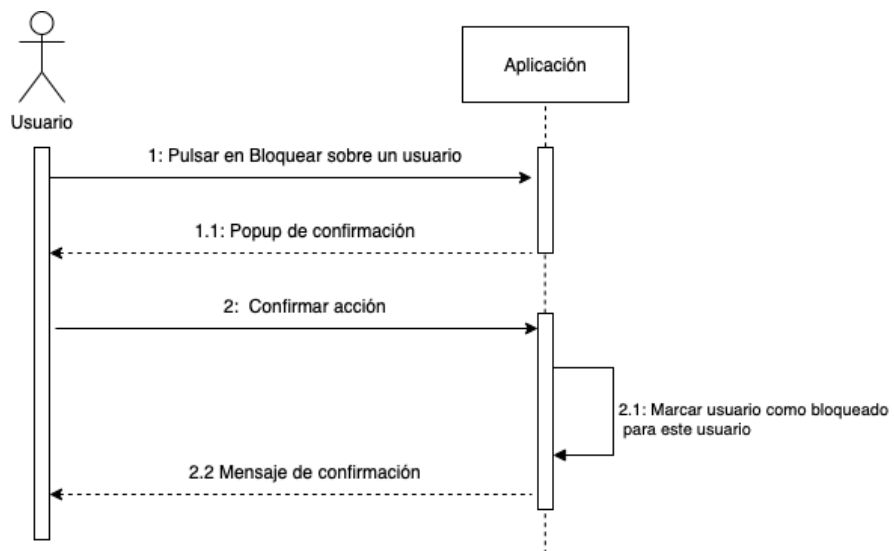 Usuario
Aplicación
1: Pulsar en Bloquear sobre un usuario
1.1: Popup de confirmación
2: Confirmar acción
2.1: Marcar usuario como bloqueado
para este usuario
2.2 Mensaje de confirmación